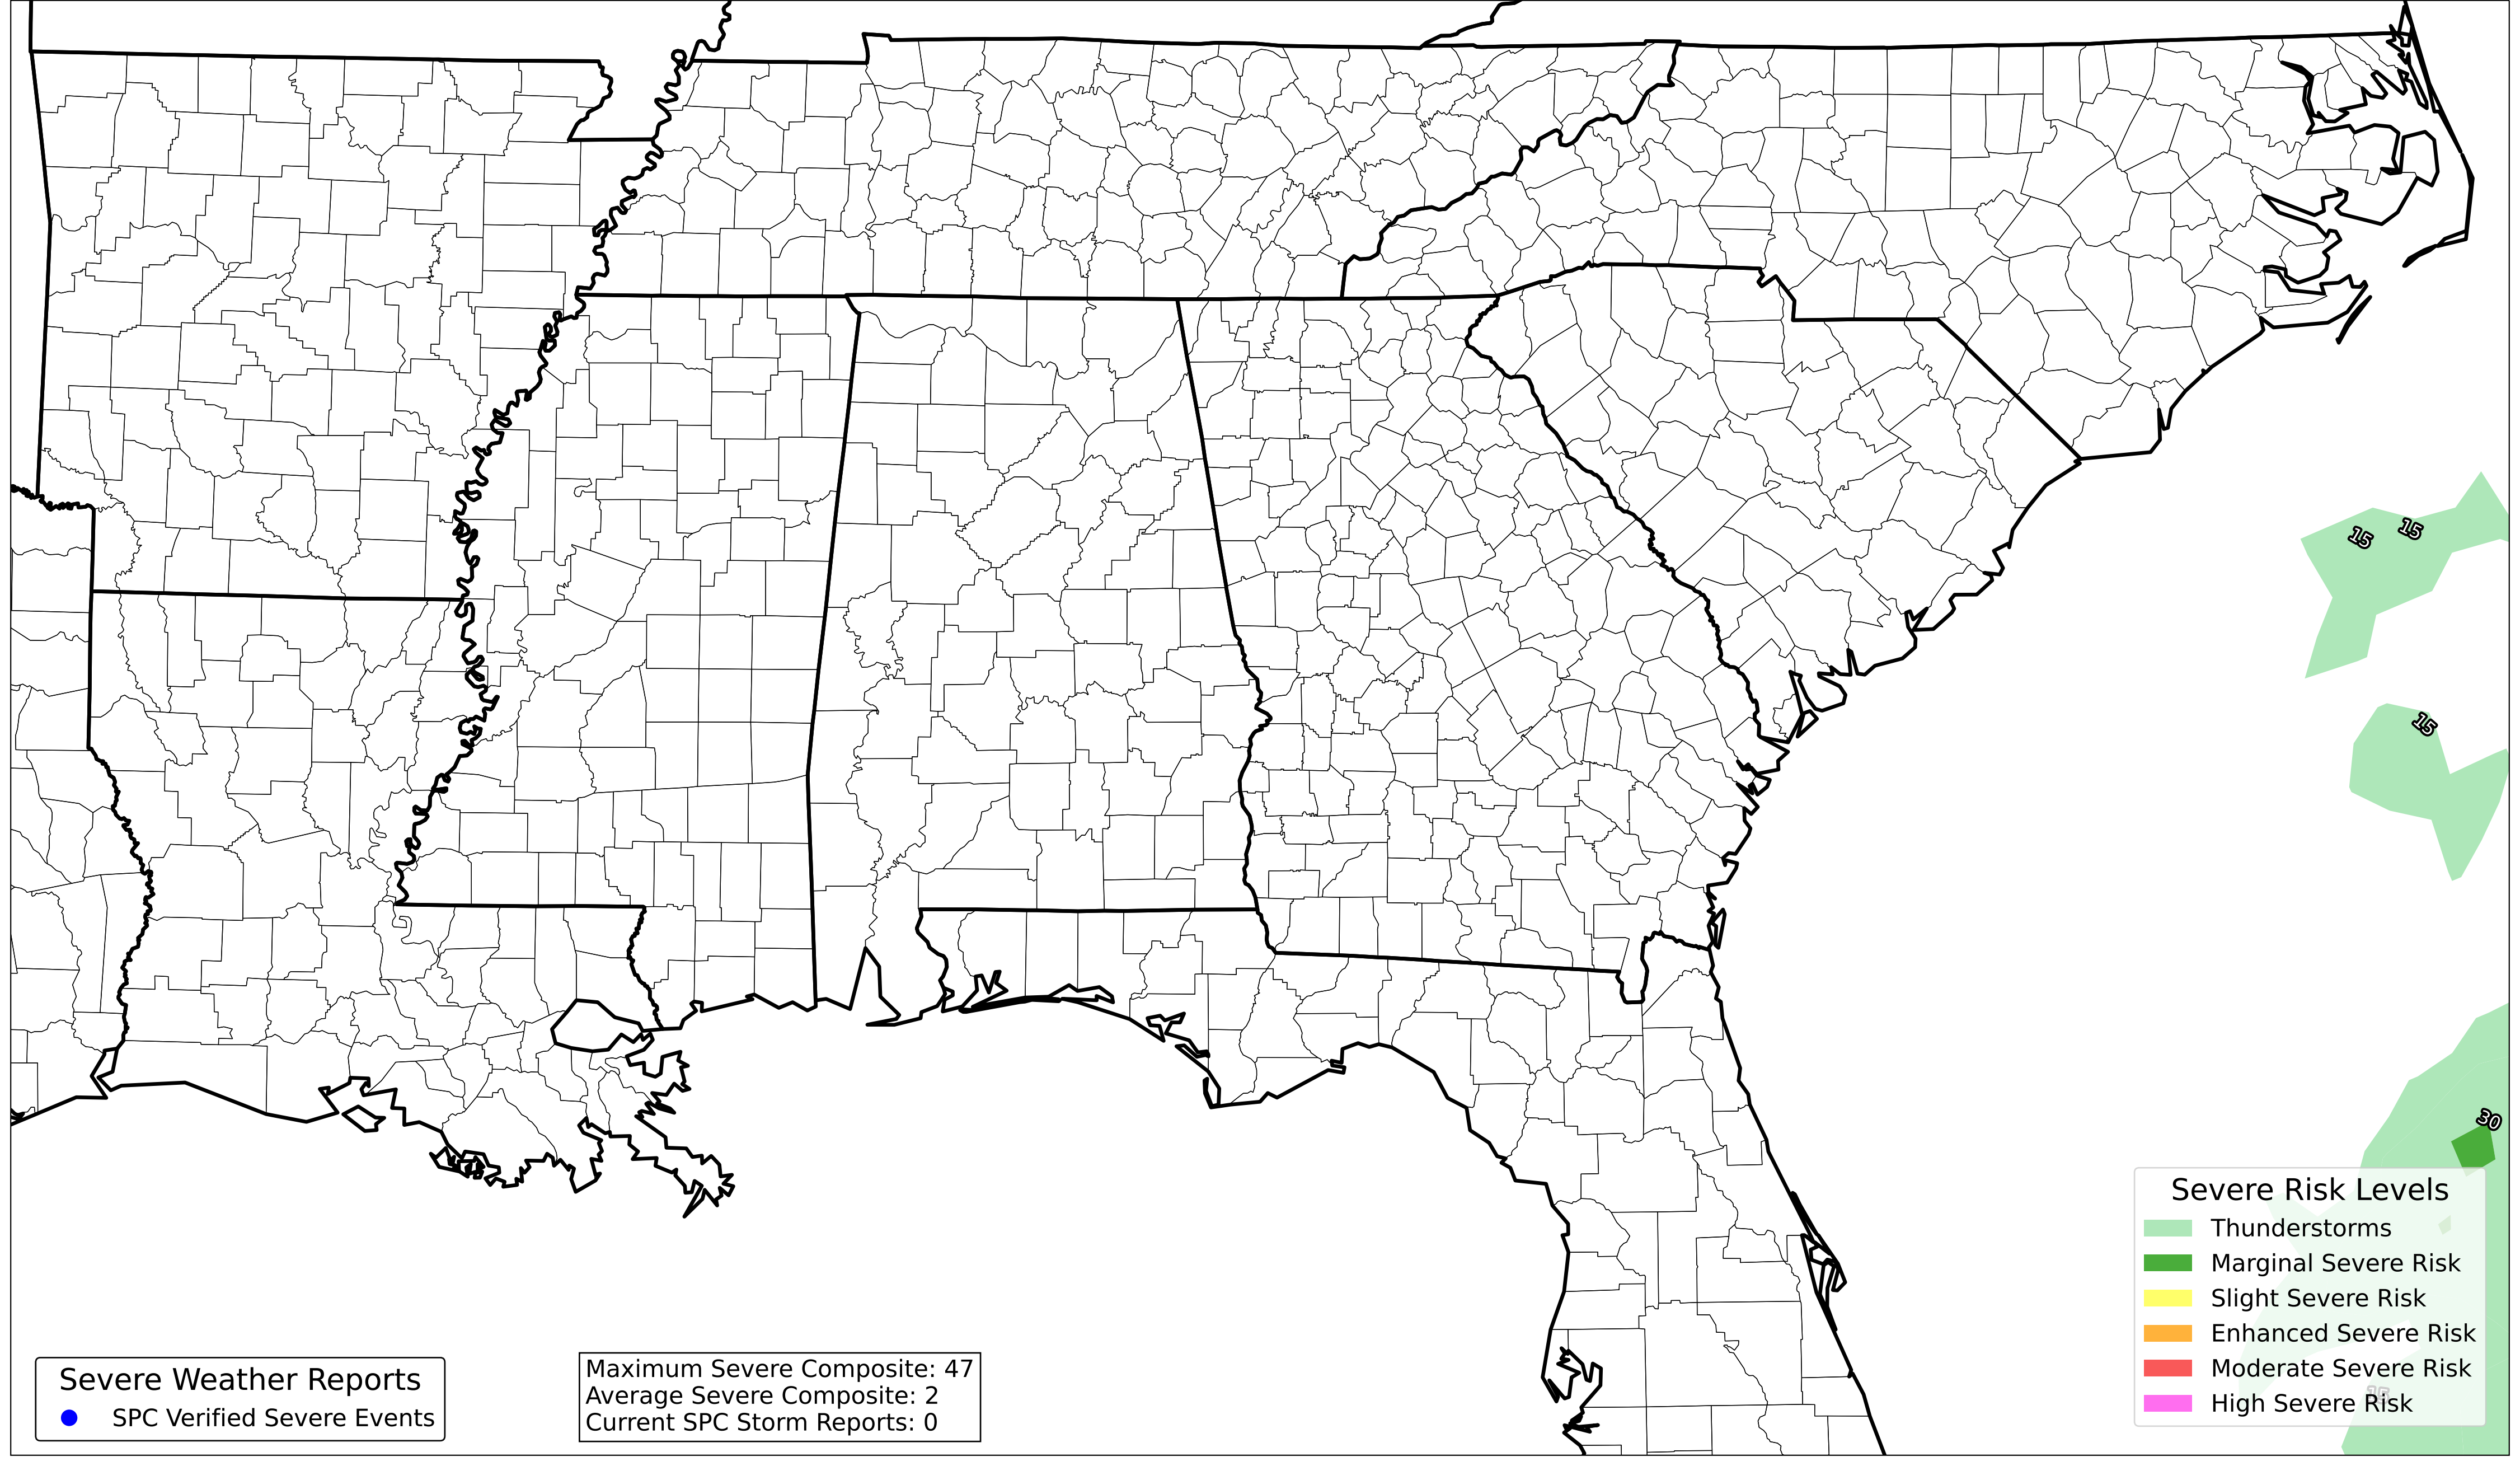 15
15
15
30
Severe Risk Levels
Thunderstorms
Marginal Severe Risk
Slight Severe Risk
Enhanced Severe Risk
Moderate Severe Risk
15
High Severe Risk
Severe Weather Reports
SPC Verified Severe Events
Maximum Severe Composite: 47
Average Severe Composite: 2
Current SPC Storm Reports: 0